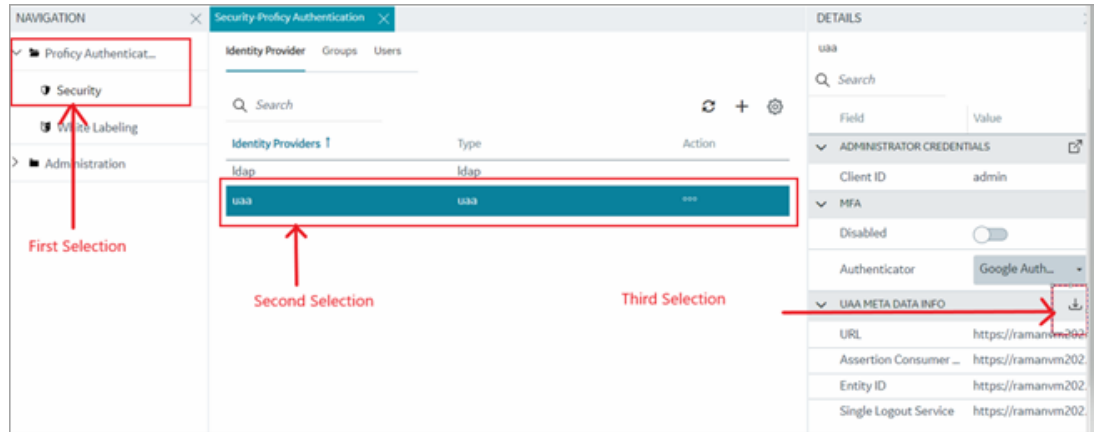 NAVIGATION
Proficy Authenticat...
Security
White Labeling
Administration
First Selection
Security-Proficy Authentication
Identity Provider Groups Users
Search
Identity Providers Type Action
ldap ldap
uaa uaa
Second Selection
Third Selection
DETAILS
uaa
Search
Field Value
ADMINISTRATOR CREDENTIALS
Client ID admin
MFA
Disabled
Authenticator Google Auth...
UAA META DATA INFO
URL https://ramanvm202
Assertion Consumer ... https://ramanvm202.
Entity ID https://ramanvm202.
Single Logout Service https://ramanvm202.